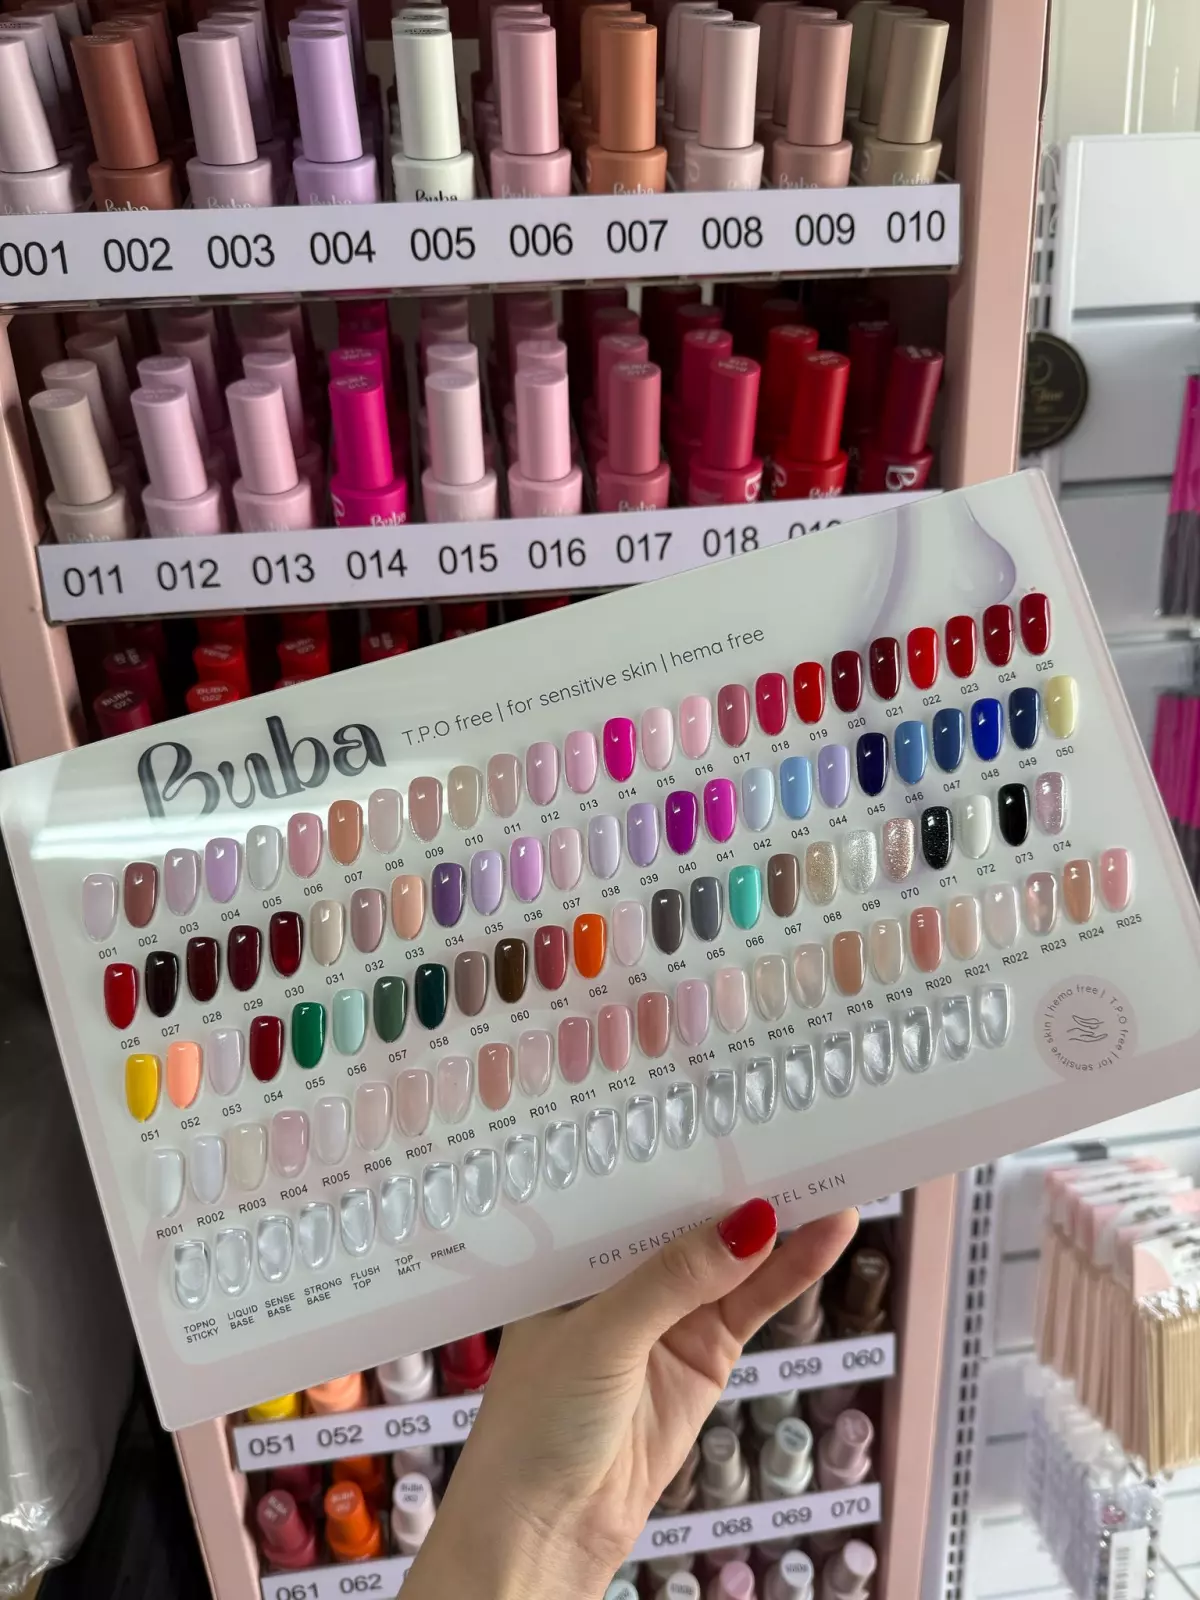 001 002 003 004 005 006 007 008 009 010
011 012 013 014 015 016 017 018
Buba
T.P.O free | for sensitive skin | hema free
001 002 003 004 005 006 007 008 009 010 011 012 013 014 015 016 017 018 019 020 021 022 023 024 025
026 027 028 029 030 031 032 033 034 035 036 037 038 039 040 041 042 043 044 045 046 047 048 049 050
051 052 053 054 055 056 057 058 059 060 061 062 063 064 065 066 067 068 069 070 071 072 073 074
R001 R002 R003 R004 R005 R006 R007 R008 R009 R010 R011 R012 R013 R014 R015 R016 R017 R018 R019 R020 R021 R022 R023 R024 R025
TOPNO STICKY
LIQUID BASE
SENSE BASE
STRONG BASE
FLUSH TOP
TOP MATT
PRIMER
hema free | T.P.O free | for sensitive skin |
FOR SENSITIVE SKIN
059 060
051 052 053
067 068 069 070
061 062